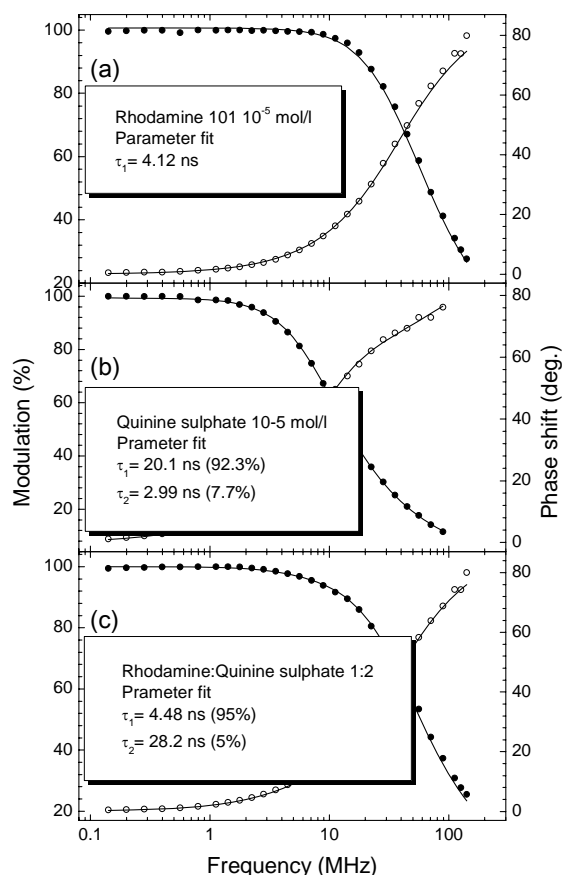 (a)
Rhodamine 101 10-5 mol/l
Parameter fit
τ1= 4.12 ns
100
80
60
40
20
80
60
40
20
0
(b)
Quinine sulphate 10-5 mol/l
Prameter fit
τ1= 20.1 ns (92.3%)
τ2= 2.99 ns (7.7%)
100
80
60
40
20
80
60
40
20
0
Modulation (%)
Phase shift (deg.)
(c)
Rhodamine:Quinine sulphate 1:2
Prameter fit
τ1= 4.48 ns (95%)
τ2= 28.2 ns (5%)
100
80
60
40
20
80
60
40
20
0
0.1 1 10 100
Frequency (MHz)